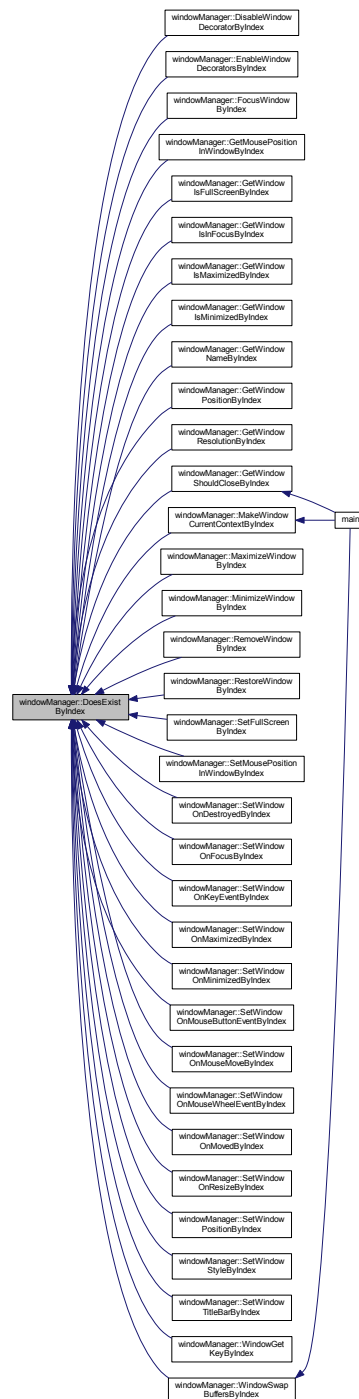 windowManager::DisableWindow
DecoratorByIndex
windowManager::EnableWindow
DecoratorsByIndex
windowManager::FocusWindow
ByIndex
windowManager::GetMousePosition
InWindowByIndex
windowManager::GetWindow
IsFullScreenByIndex
windowManager::GetWindow
IsInFocusByIndex
windowManager::GetWindow
IsMaximizedByIndex
windowManager::GetWindow
IsMinimizedByIndex
windowManager::GetWindow
NameByIndex
windowManager::GetWindow
PositionByIndex
windowManager::GetWindow
ResolutionByIndex
windowManager::GetWindow
ShouldCloseByIndex
windowManager::MakeWindow
CurrentContextByIndex
main
windowManager::MaximizeWindow
ByIndex
windowManager::MinimizeWindow
ByIndex
windowManager::RemoveWindow
ByIndex
windowManager::RestoreWindow
ByIndex
windowManager::DoesExist
ByIndex
windowManager::SetFullScreen
ByIndex
windowManager::SetMousePosition
InWindowByIndex
windowManager::SetWindow
OnDestroyedByIndex
windowManager::SetWindow
OnFocusByIndex
windowManager::SetWindow
OnKeyEventByIndex
windowManager::SetWindow
OnMaximizedByIndex
windowManager::SetWindow
OnMinimizedByIndex
windowManager::SetWindow
OnMouseButtonEventByIndex
windowManager::SetWindow
OnMouseMoveByIndex
windowManager::SetWindow
OnMouseWheelEventByIndex
windowManager::SetWindow
OnMovedByIndex
windowManager::SetWindow
OnResizeByIndex
windowManager::SetWindow
PositionByIndex
windowManager::SetWindow
StyleByIndex
windowManager::SetWindow
TitleBarByIndex
windowManager::WindowGet
KeyByIndex
windowManager::WindowSwap
BuffersByIndex